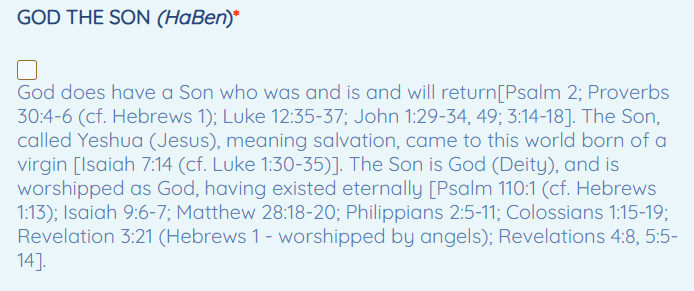 GOD THE SON (HaBen)*
God does have a Son who was and is and will return[Psalm 2; Proverbs
30:4-6 (cf. Hebrews 1); Luke 12:35-37; John 1:29-34, 49; 3:14-18]. The Son,
called Yeshua (Jesus), meaning salvation, came to this world born of a
virgin [Isaiah 7:14 (cf. Luke 1:30-35)]. The Son is God (Deity), and is
worshipped as God, having existed eternally [Psalm 110:1 (cf. Hebrews
1:13); Isaiah 9:6-7; Matthew 28:18-20; Philippians 2:5-11; Colossians 1:15-19;
Revelation 3:21 (Hebrews 1 - worshipped by angels); Revelations 4:8, 5:5-
14].